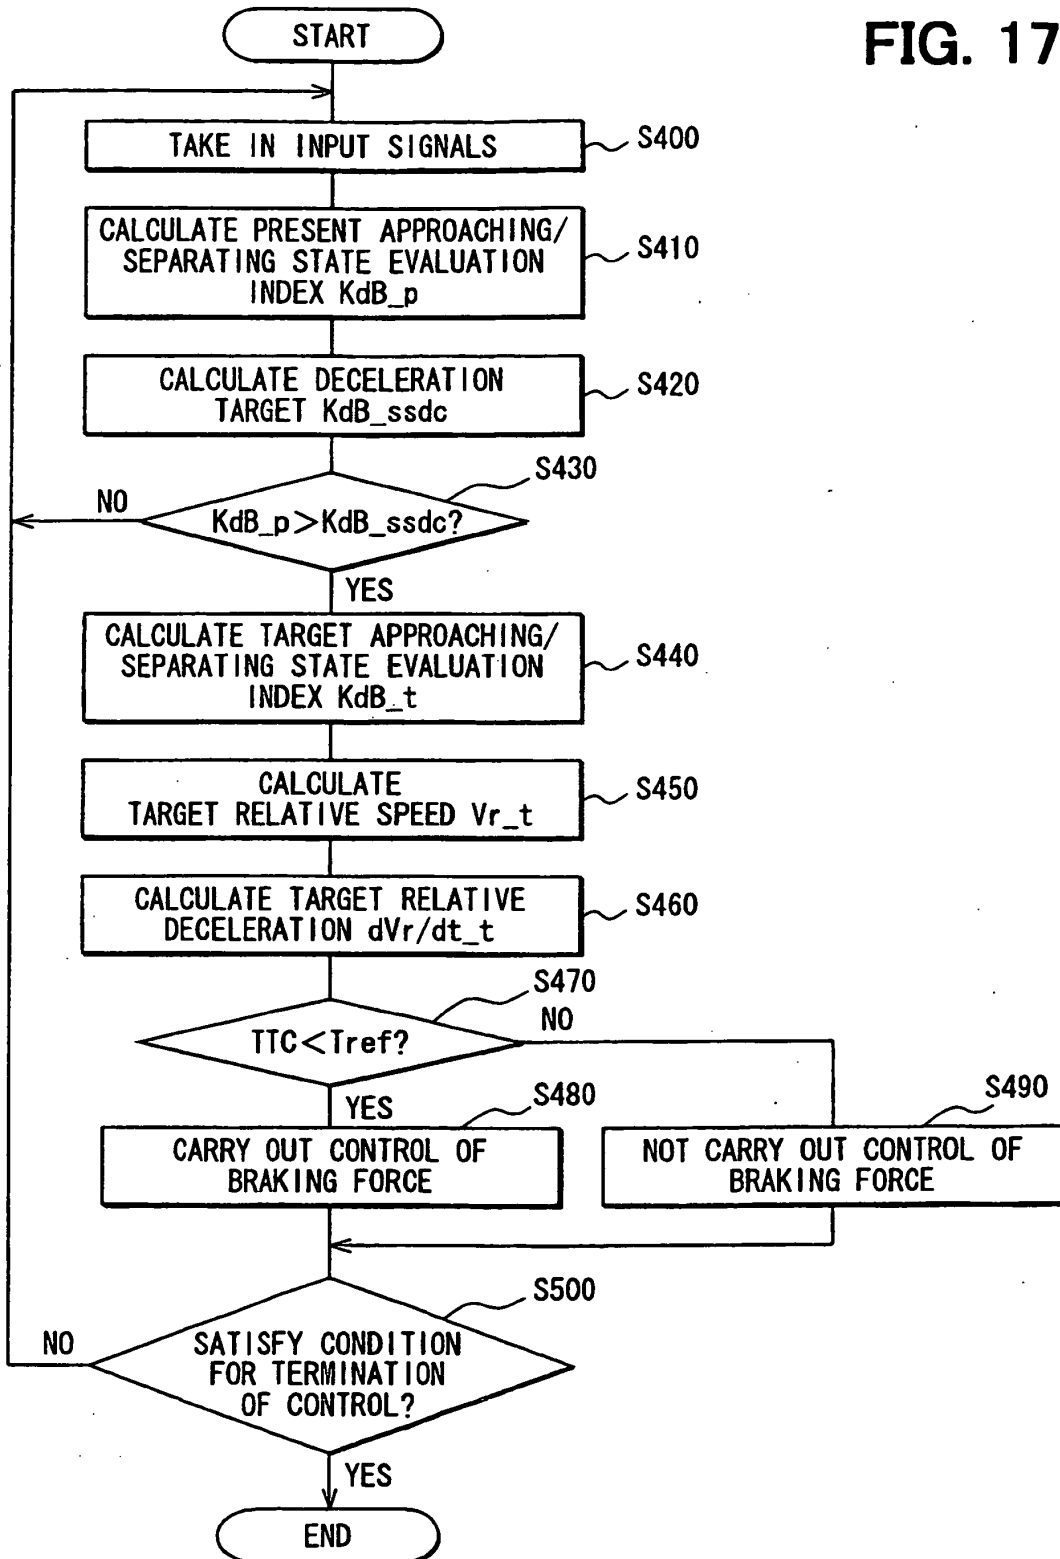 FIG. 17
START
TAKE IN INPUT SIGNALS
S400
CALCULATE PRESENT APPROACHING/
SEPARATING STATE EVALUATION
INDEX KdB_p
S410
CALCULATE DECELERATION
TARGET KdB_ssdc
S420
S430
NO
KdB_p>KdB_ssdc?
YES
CALCULATE TARGET APPROACHING/
SEPARATING STATE EVALUATION
INDEX KdB_t
S440
CALCULATE
TARGET RELATIVE SPEED Vr_t
S450
CALCULATE TARGET RELATIVE
DECELERATION dVr/dt_t
S460
S470
NO
TTC<Tref?
YES
S480
S490
CARRY OUT CONTROL OF
BRAKING FORCE
NOT CARRY OUT CONTROL OF
BRAKING FORCE
S500
NO
SATISFY CONDITION
FOR TERMINATION
OF CONTROL?
YES
END